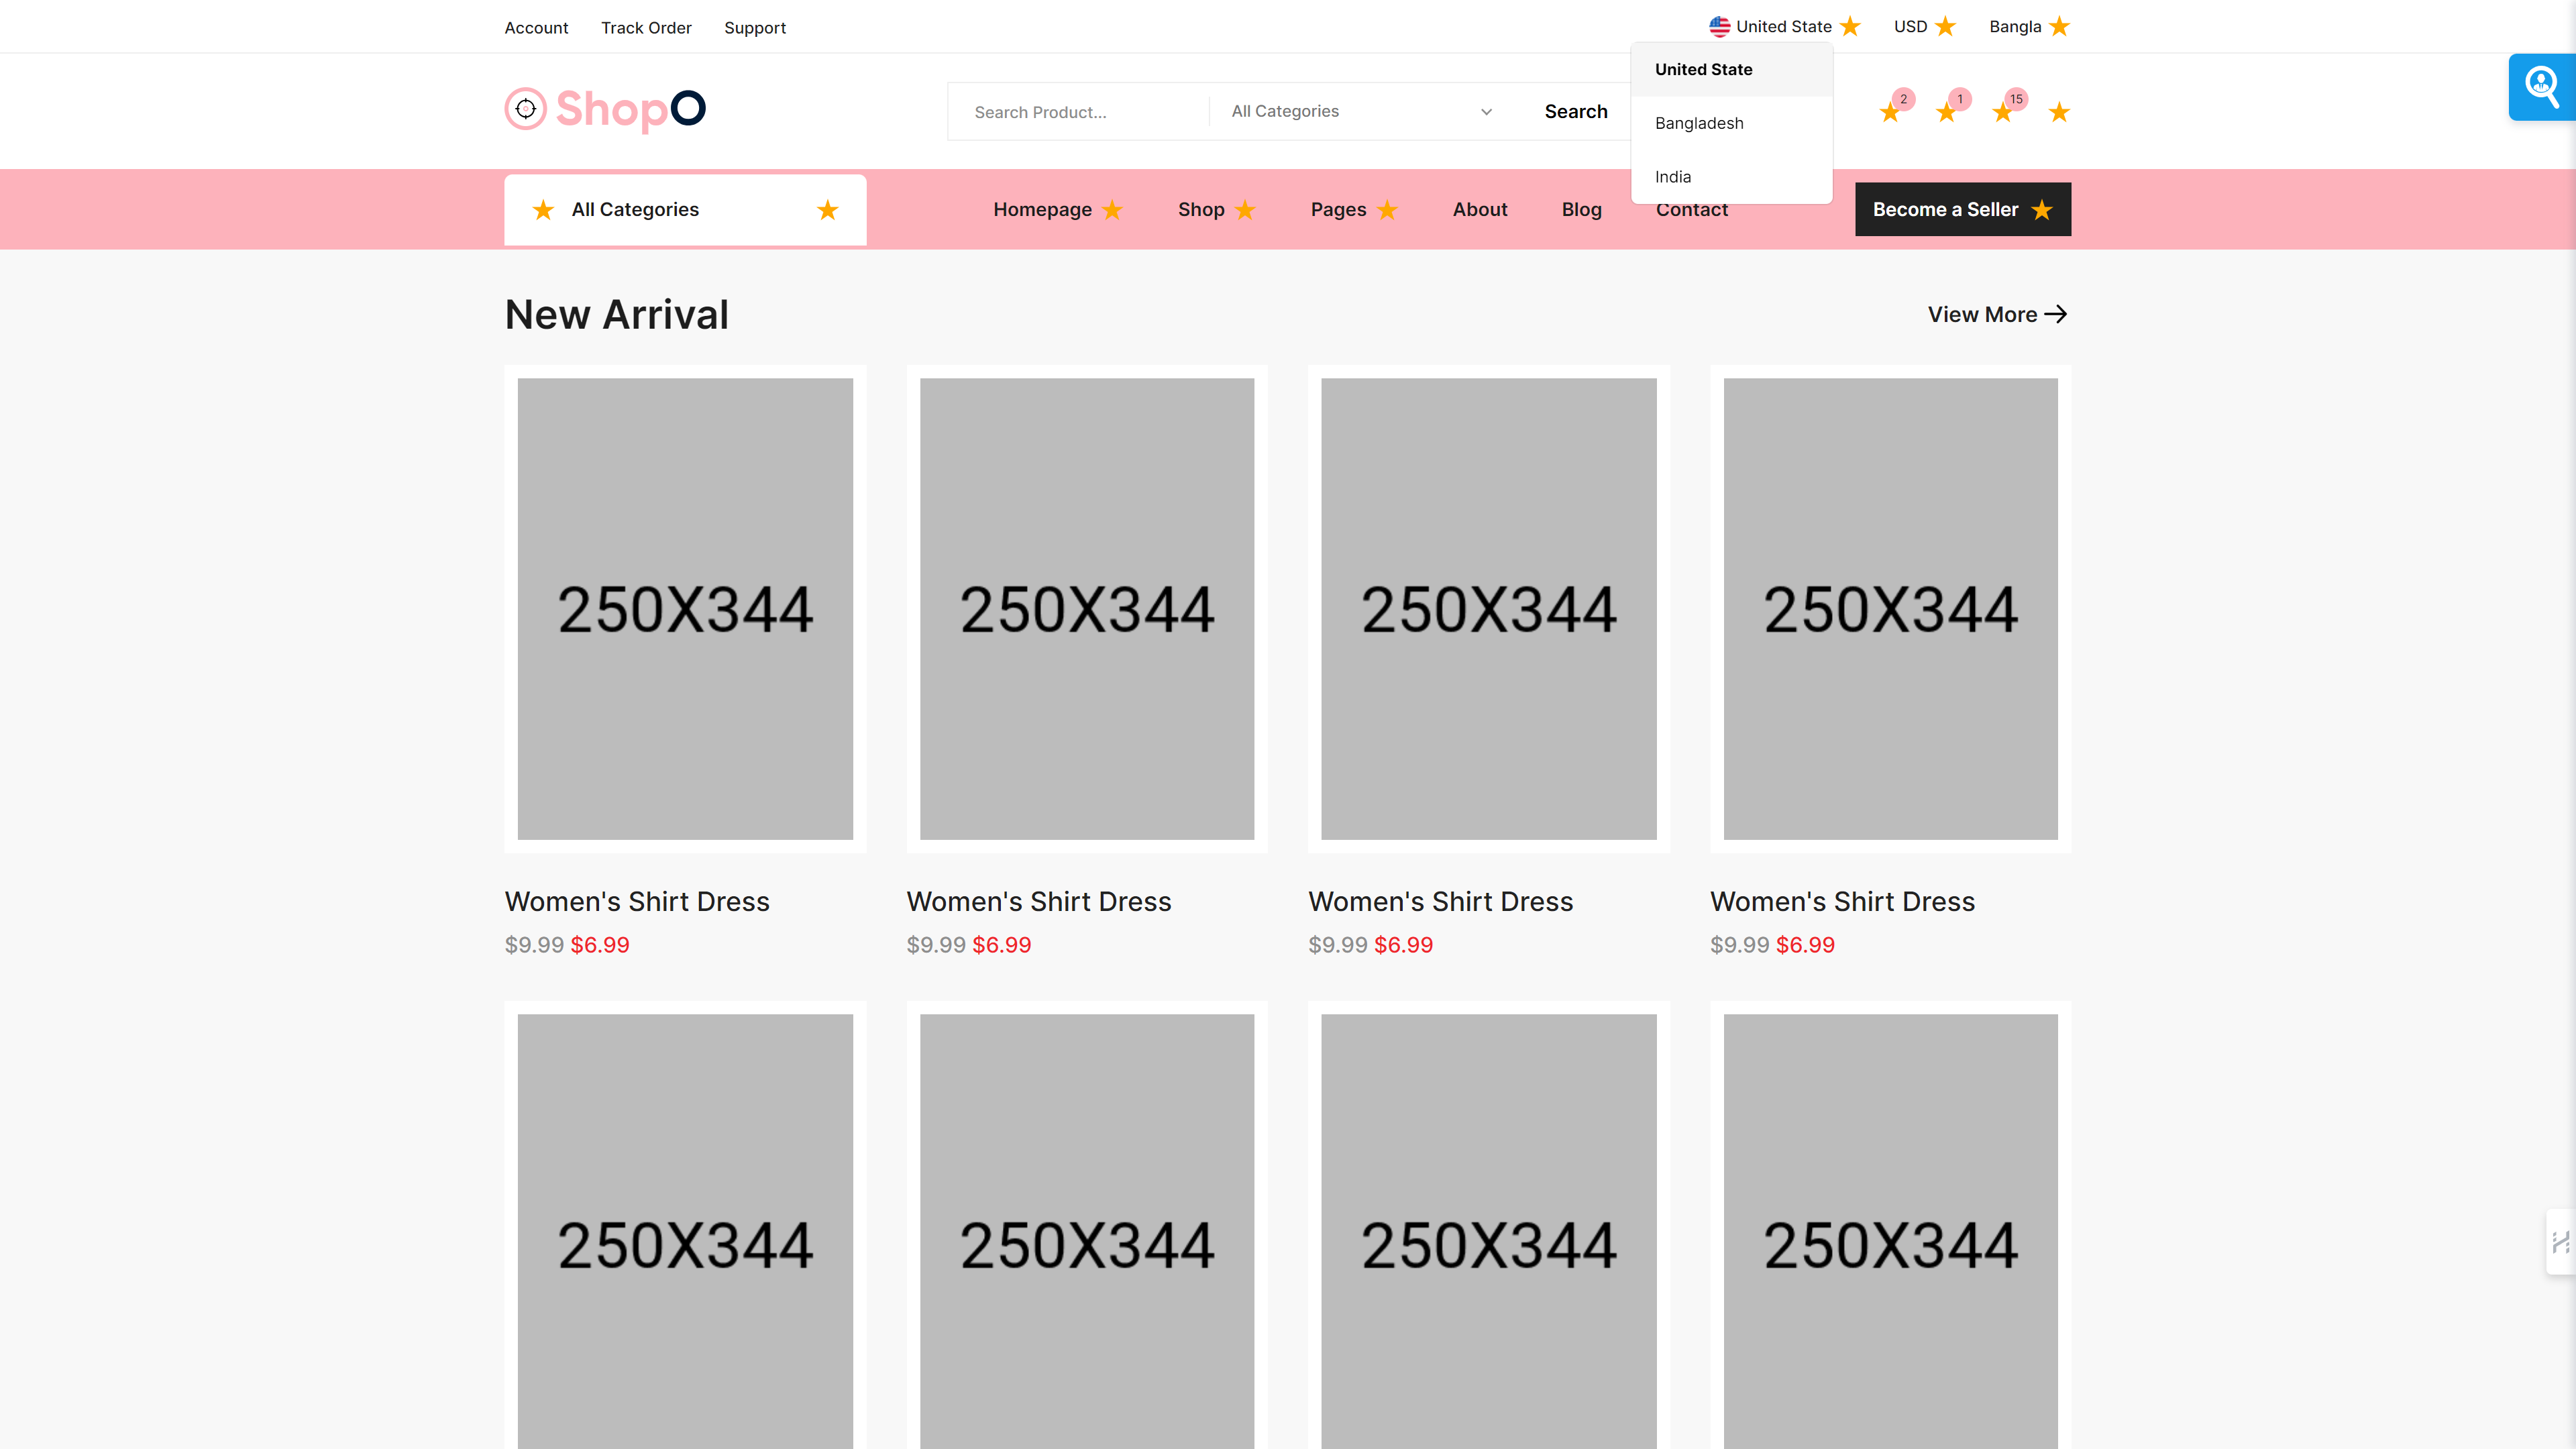 Account Track Order Support United State USD Bangla
ShopO Search Product... All Categories Search 2 1 15
United State
Bangladesh
India
All Categories Homepage Shop Pages About Blog Contact Become a Seller
New Arrival View More
250X344 250X344 250X344 250X344
Women's Shirt Dress Women's Shirt Dress Women's Shirt Dress Women's Shirt Dress
$9.99 $6.99 $9.99 $6.99 $9.99 $6.99 $9.99 $6.99
250X344 250X344 250X344 250X344